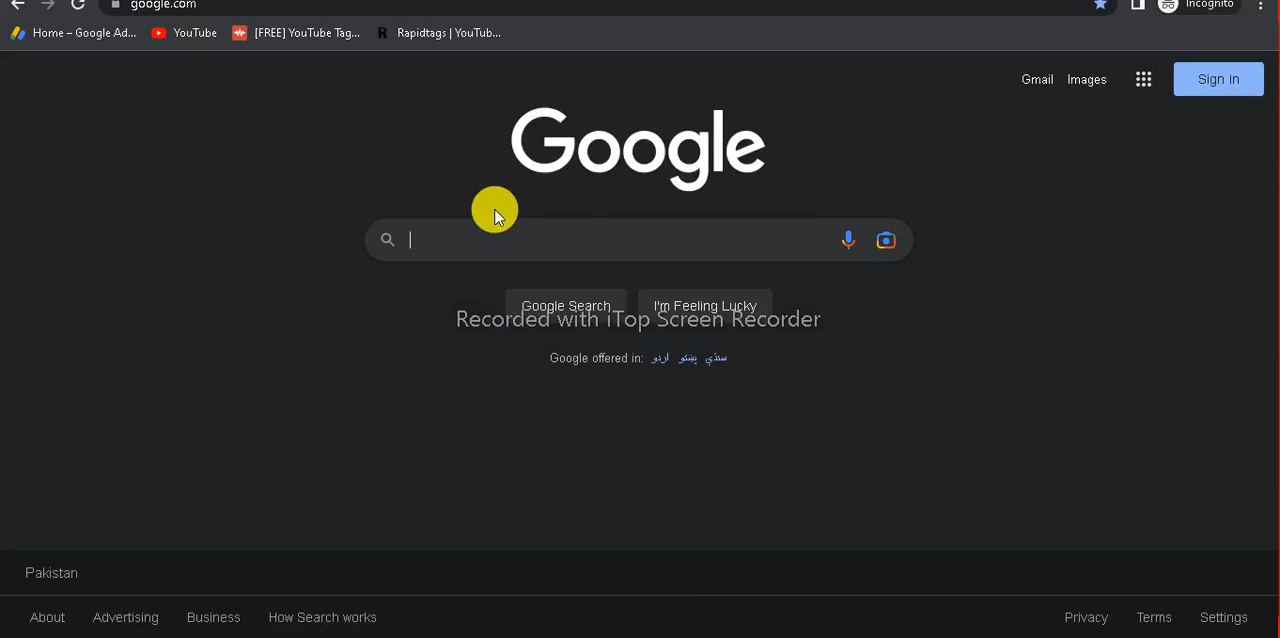 google.com
Incognito
Home – Google Ad...
YouTube
[FREE] YouTube Tag...
Rapidtags | YouTub...
Gmail
Images
Sign in
Google
Google Search
I'm Feeling Lucky
Recorded with iTop Screen Recorder
Google offered in: اردو پښتو سنڌي
Pakistan
About
Advertising
Business
How Search works
Privacy
Terms
Settings